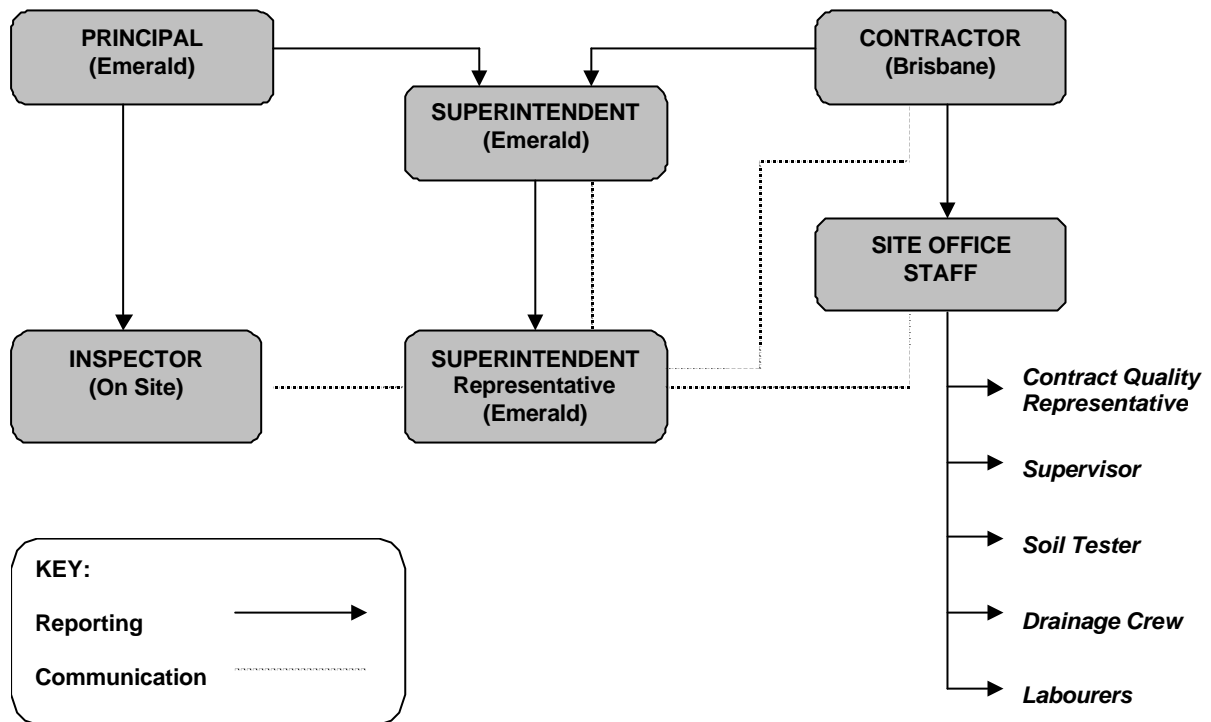 PRINCIPAL
(Emerald)
CONTRACTOR
(Brisbane)
SUPERINTENDENT
(Emerald)
SITE OFFICE
STAFF
INSPECTOR
(On Site)
SUPERINTENDENT
Representative
(Emerald)
Contract Quality
Representative
Supervisor
Soil Tester
Drainage Crew
Labourers
KEY:
Reporting
Communication